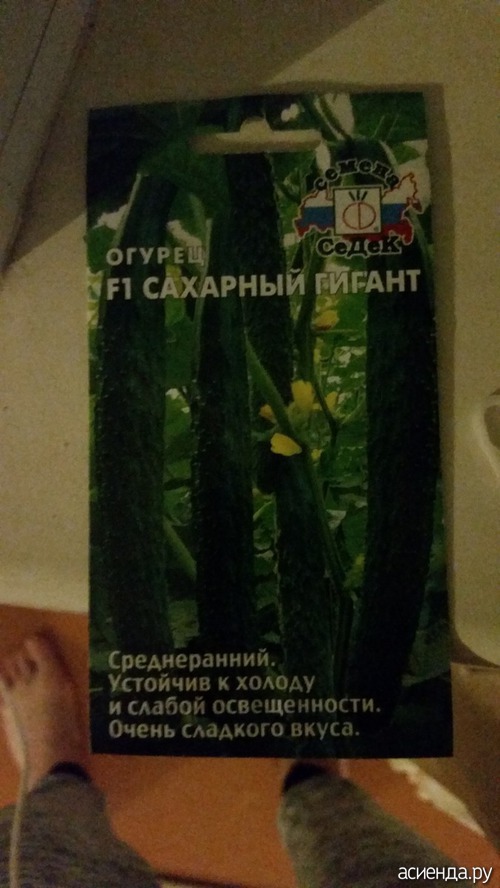 семена
СеДеК
ОГУРЕЦ
F1 САХАРНЫЙ ГИГАНТ
Среднеранний.
Устойчив к холоду
и слабой освещенности.
Очень сладкого вкуса.
асиенда.ру